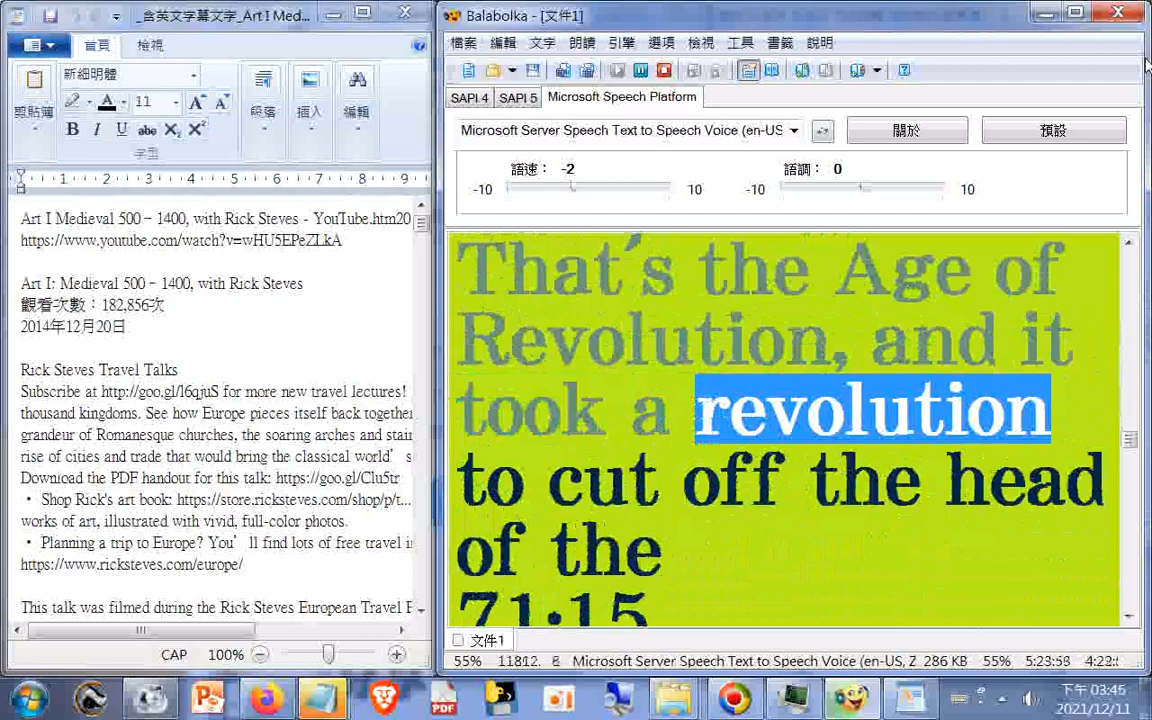 _含英文字幕文字_Art I Med...
首頁
檢視
剪貼簿
新細明體
11
字型
段落
插入
編輯
1 2 3 4 5 6 7 8 9
Art I Medieval 500 – 1400, with Rick Steves - YouTube.htm20
https://www.youtube.com/watch?v=wHU5EPeZLkA
Art I: Medieval 500 – 1400, with Rick Steves
觀看次數：182,856次
2014年12月20日
Rick Steves Travel Talks
Subscribe at http://goo.gl/l6qjuS for more new travel lectures!
thousand kingdoms. See how Europe pieces itself back together
grandeur of Romanesque churches, the soaring arches and stain
rise of cities and trade that would bring the classical world's
Download the PDF handout for this talk: https://goo.gl/Clu5tr
• Shop Rick's art book: https://store.ricksteves.com/shop/p/t...
works of art, illustrated with vivid, full-color photos.
• Planning a trip to Europe? You'll find lots of free travel in
https://www.ricksteves.com/europe/
This talk was filmed during the Rick Steves European Travel F
CAP 100%
Balabolka - [文件1]
檔案 編輯 文字 朗讀 引擎 選項 檢視 工具 書籤 說明
SAPI 4 SAPI 5 Microsoft Speech Platform
Microsoft Server Speech Text to Speech Voice (en-US
關於
預設
語速： -2
-10 10
語調： 0
-10 10
That's the Age of
Revolution, and it
took a revolution
to cut off the head
of the
71:15
文件1
55% 11812. Microsoft Server Speech Text to Speech Voice (en-US, Z 286 KB 55% 5:23:58 4:22:
PDF
下午 03:45
2021/12/11